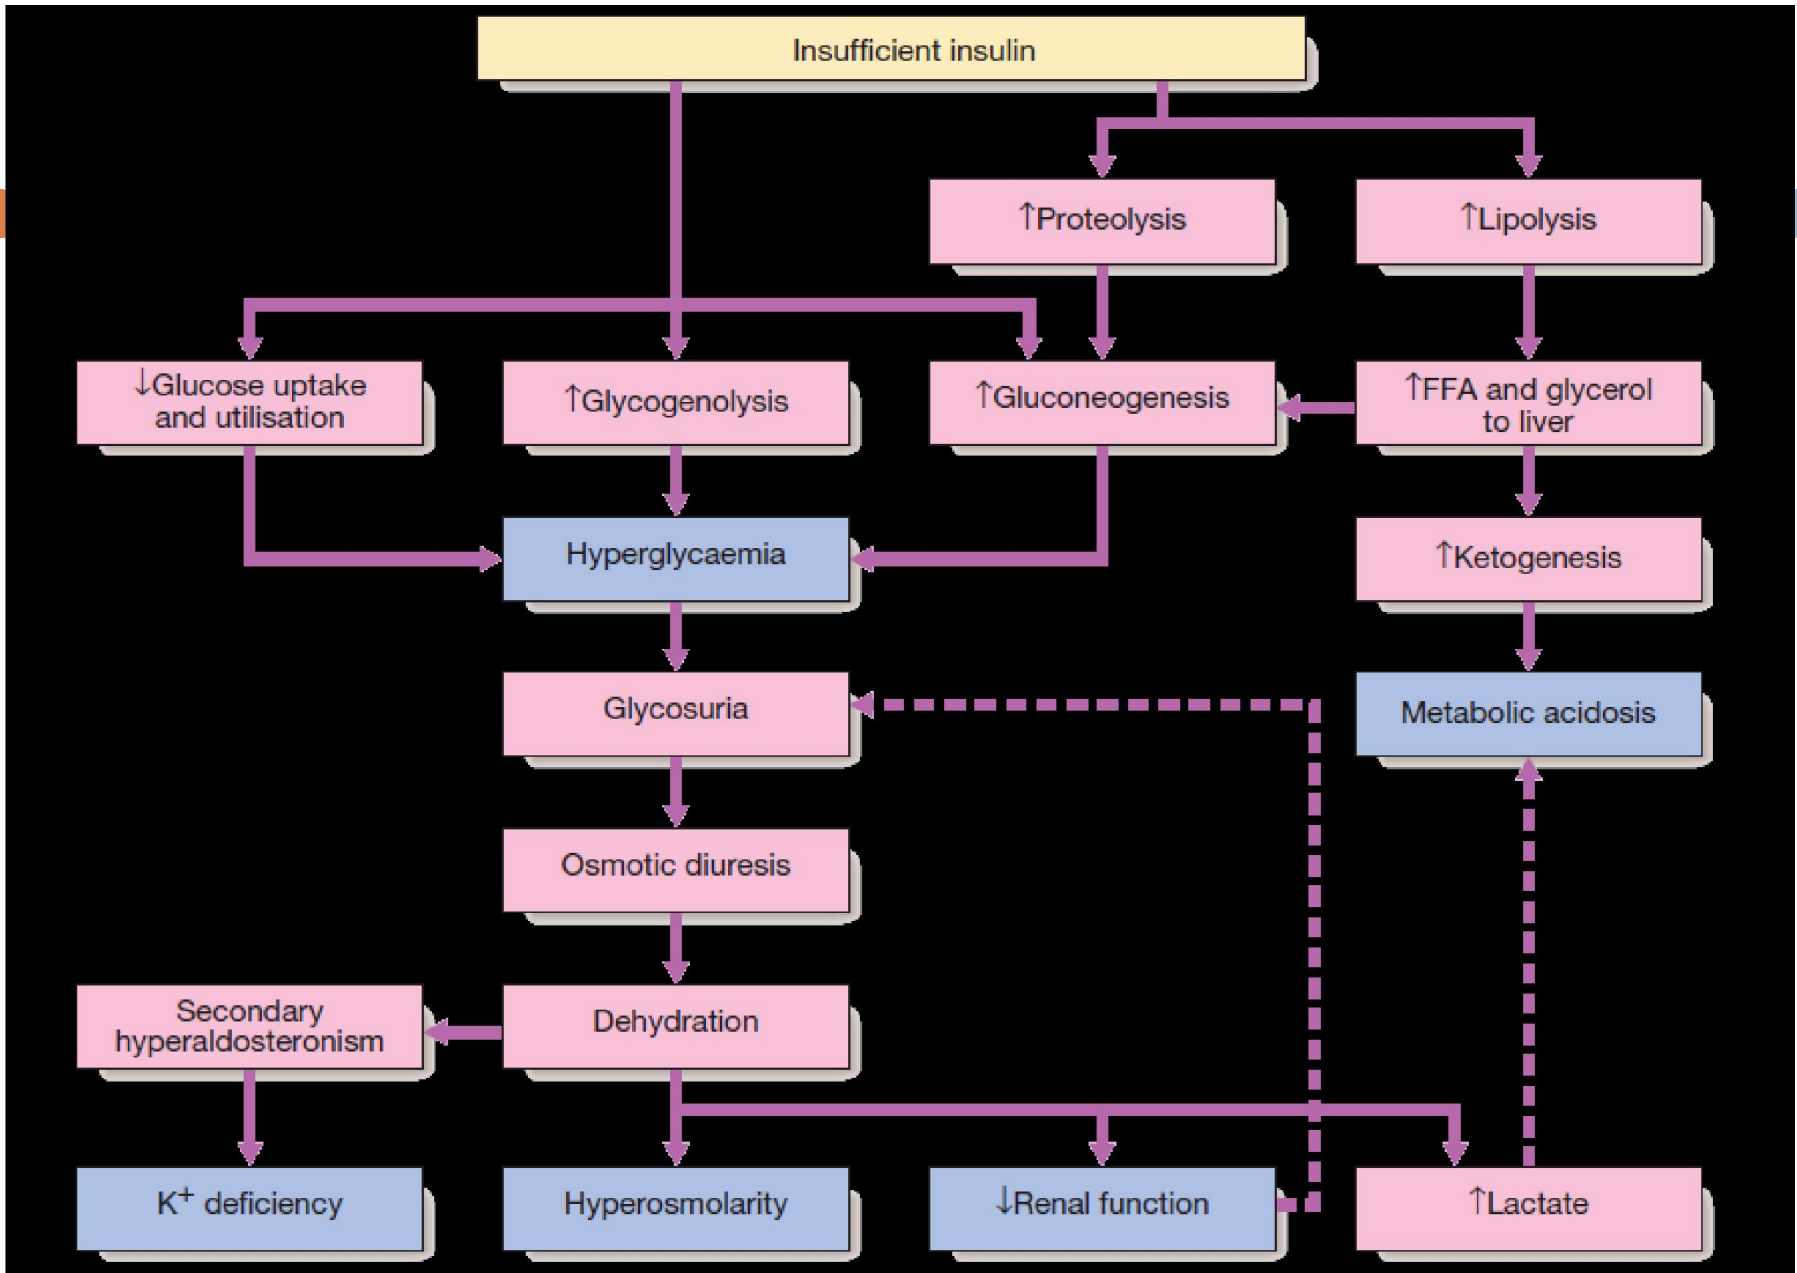 Insufficient insulin
↑Proteolysis
↑Lipolysis
↓Glucose uptake
and utilisation
↑Glycogenolysis
↑Gluconeogenesis
↑FFA and glycerol
to liver
Hyperglycaemia
↑Ketogenesis
Glycosuria
Metabolic acidosis
Osmotic diuresis
Secondary
hyperaldosteronism
Dehydration
K⁺ deficiency
Hyperosmolarity
↓Renal function
↑Lactate